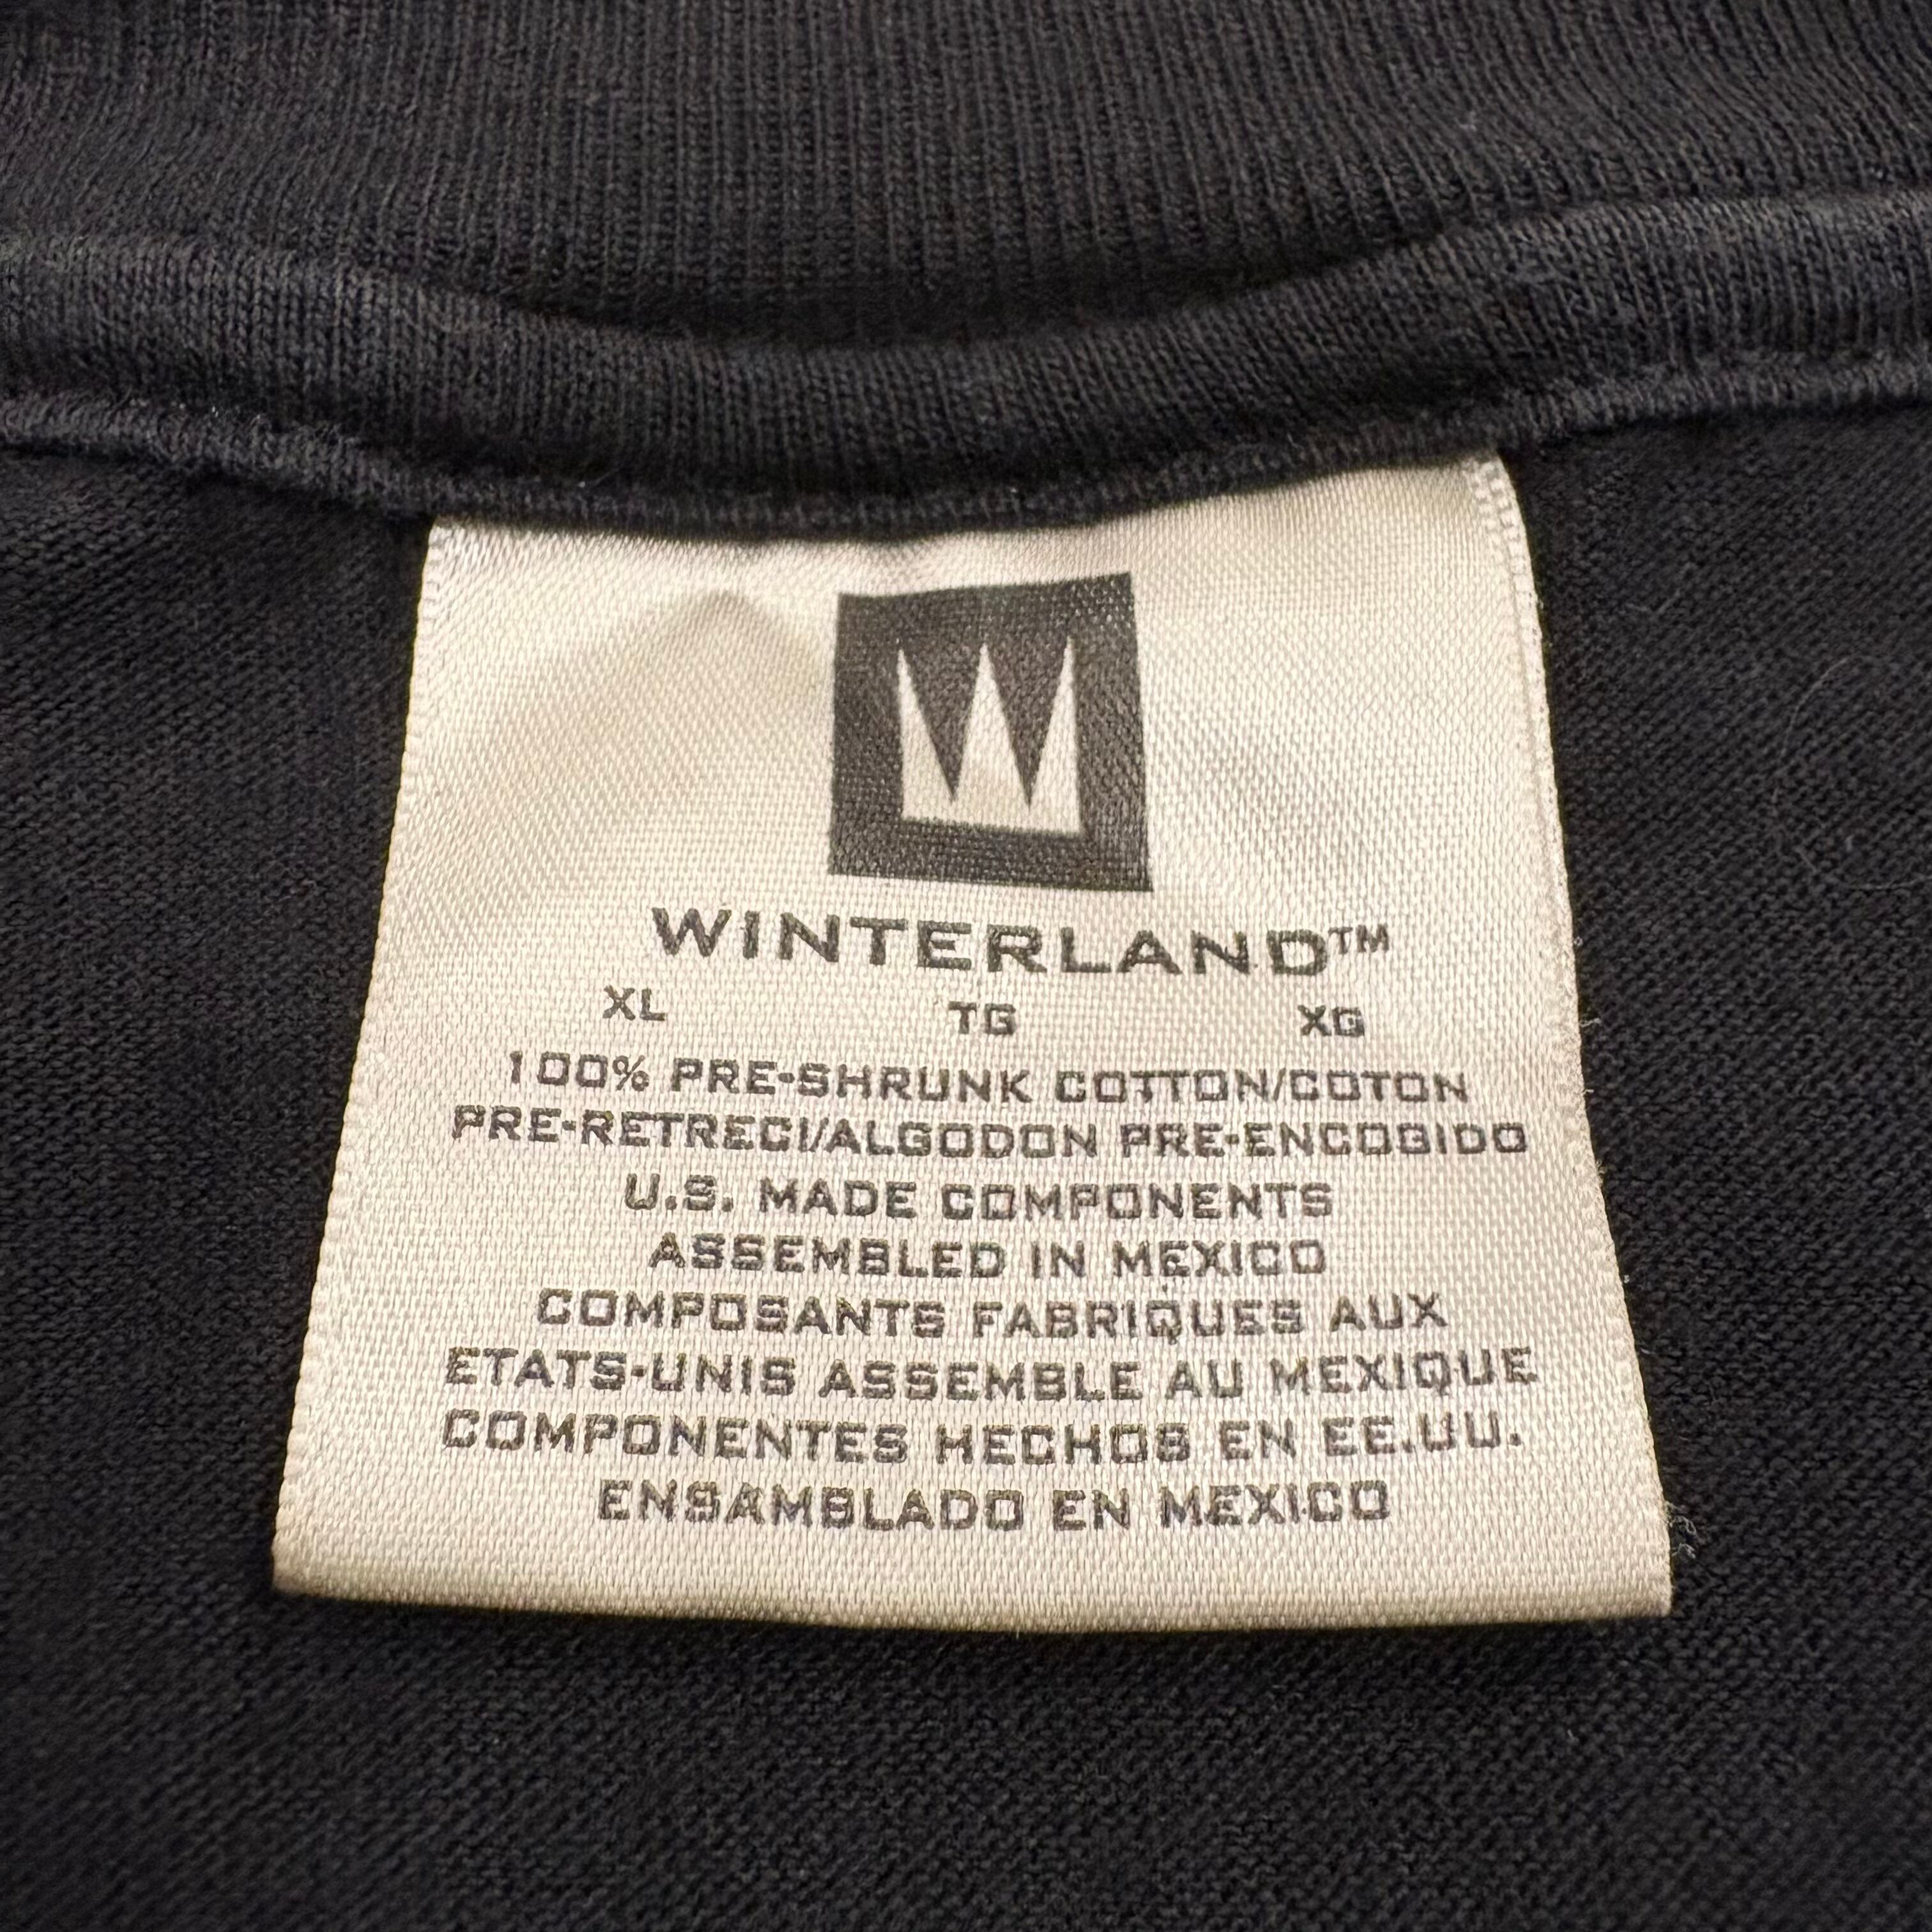 W
WINTERLAND™
XL TG XG
100% PRE-SHRUNK COTTON/COTON
PRE-RETRECI/ALGODON PRE-ENCOGIDO
U.S. MADE COMPONENTS
ASSEMBLED IN MEXICO
COMPOSANTS FABRIQUES AUX
ETATS-UNIS ASSEMBLE AU MEXIQUE
COMPONENTES HECHOS EN EE.UU.
ENSAMBLADO EN MEXICO